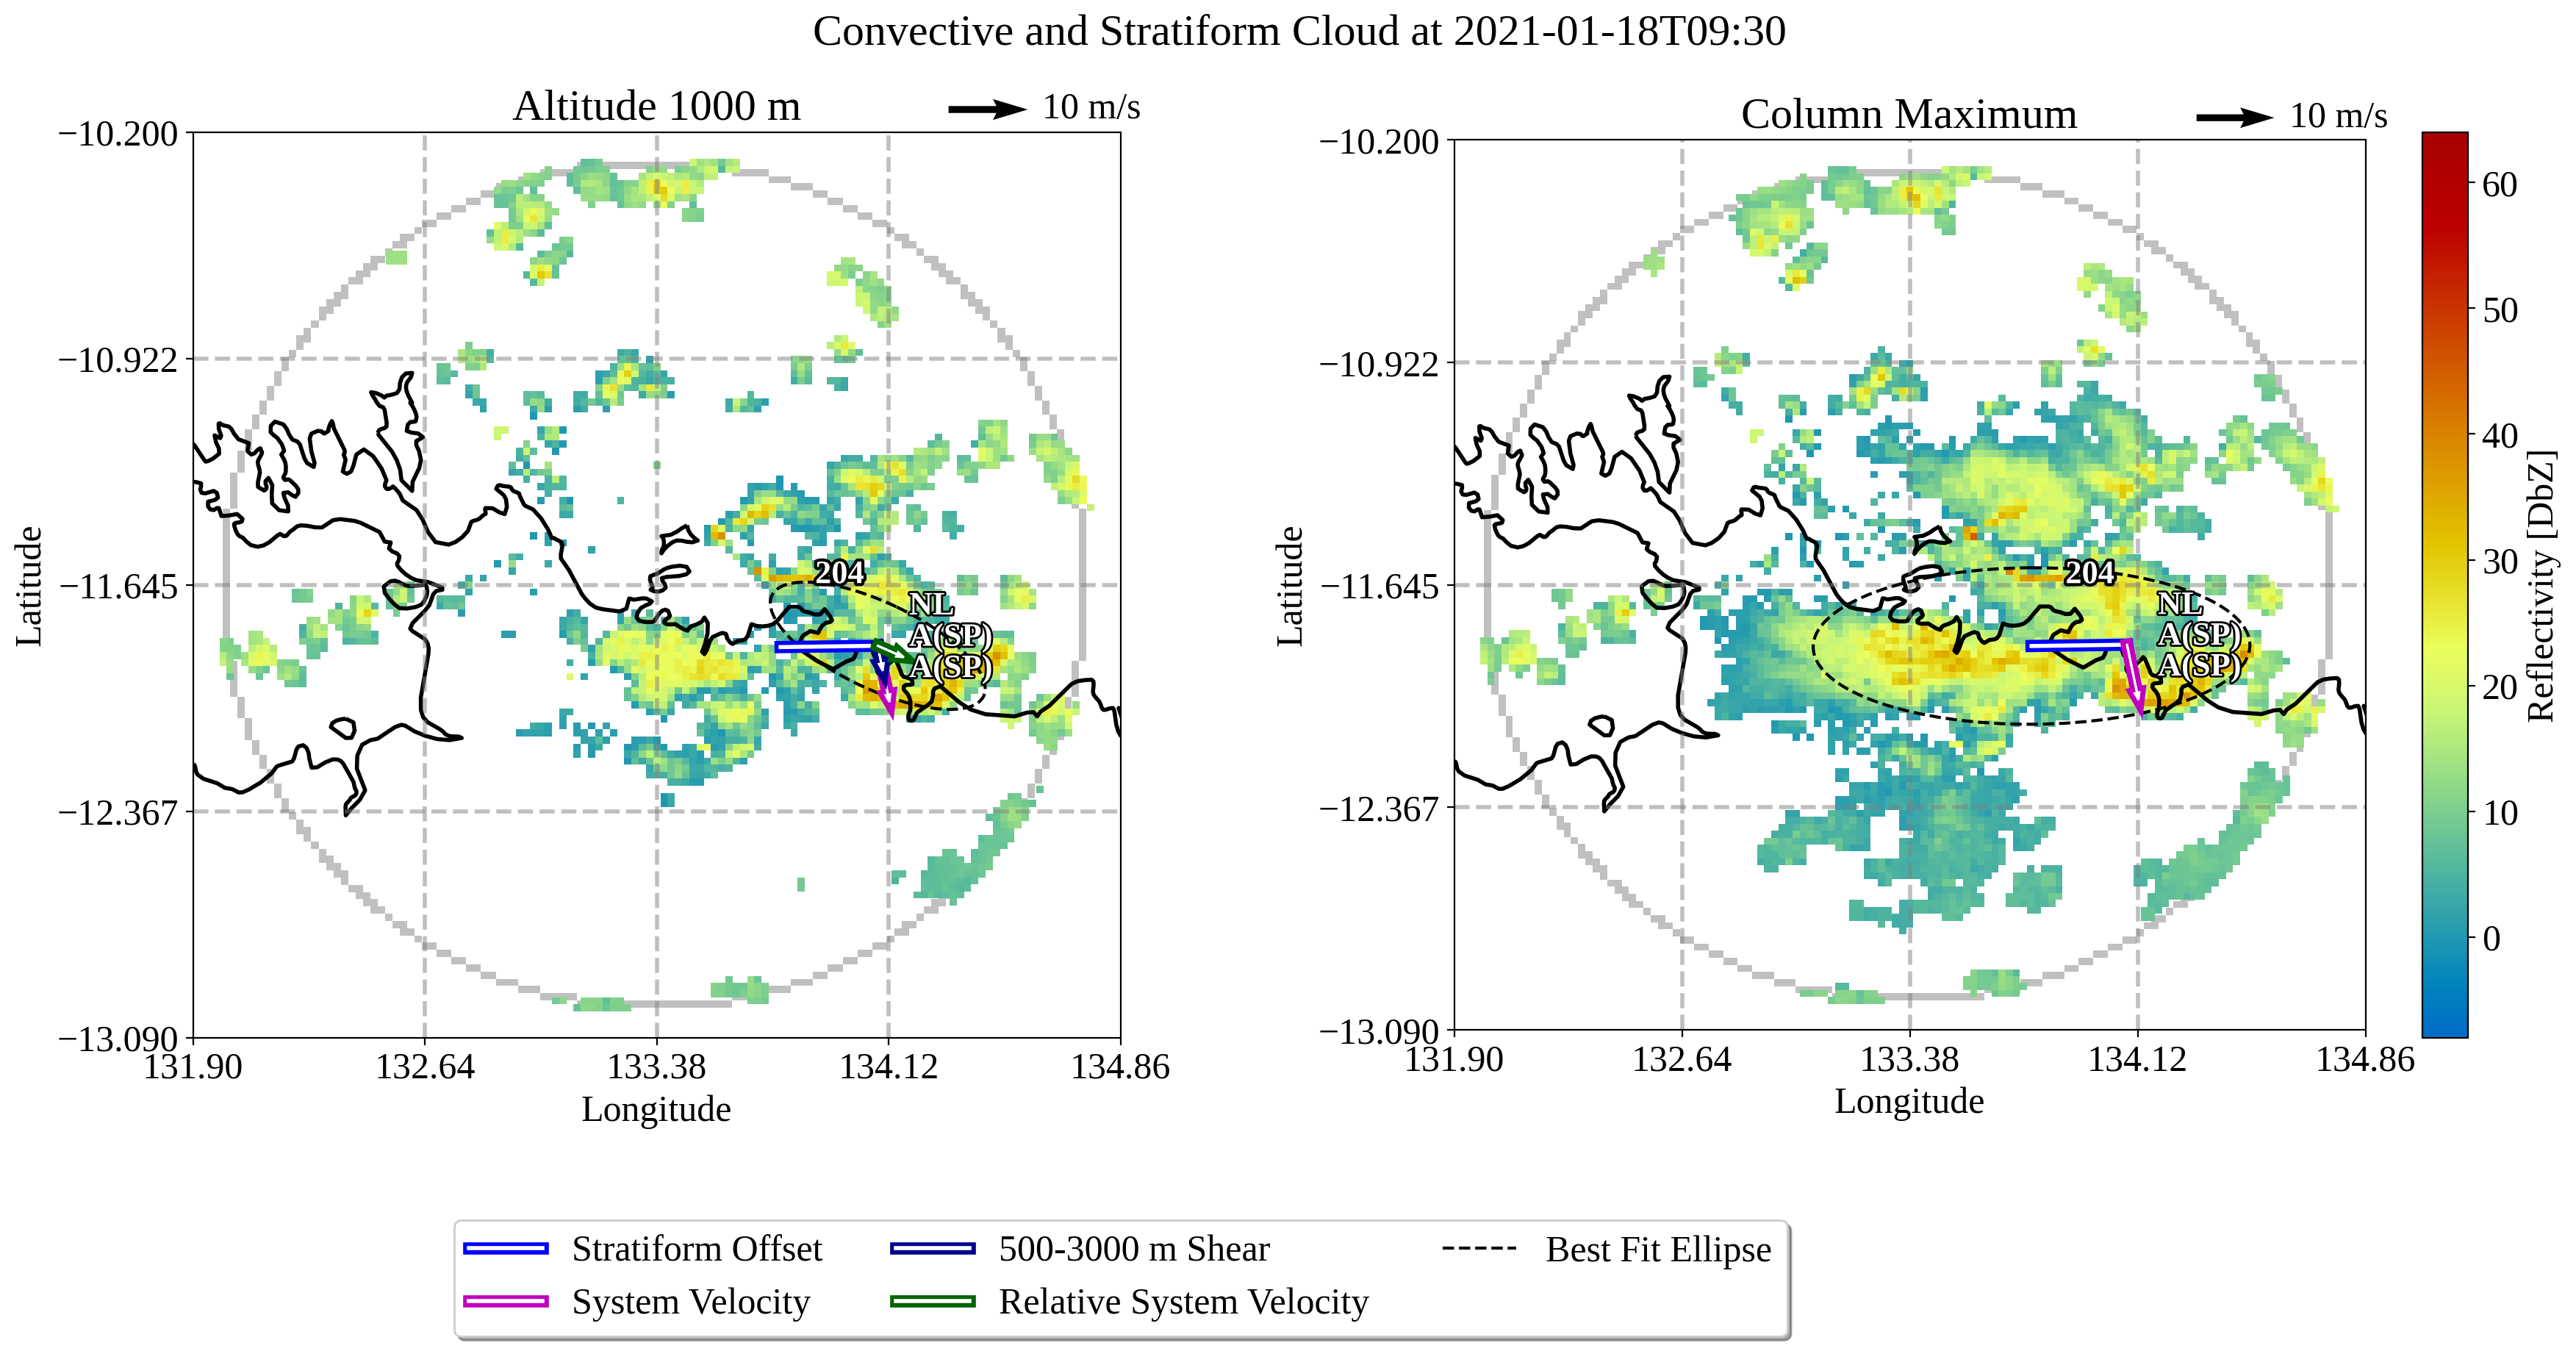 Convective and Stratiform Cloud at 2021-01-18T09:30
Altitude 1000 m
10 m/s
−10.200
−10.922
−11.645
−12.367
−13.090
Latitude
204
NL
A(SP)
A(SP)
131.90
132.64
133.38
134.12
134.86
Longitude
Column Maximum
10 m/s
−10.200
−10.922
−11.645
−12.367
−13.090
Latitude
204
NL
A(SP)
A(SP)
131.90
132.64
133.38
134.12
134.86
Longitude
60
50
40
30
20
10
0
Reflectivity [DbZ]
Stratiform Offset
System Velocity
500-3000 m Shear
Relative System Velocity
Best Fit Ellipse